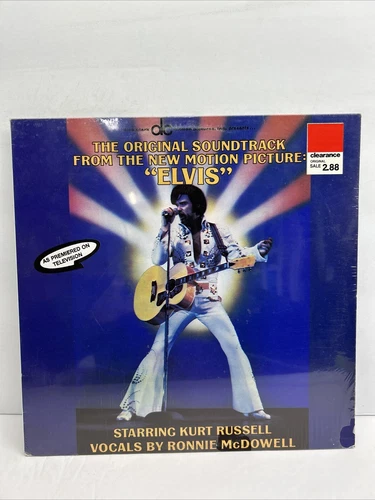 dc
THE ORIGINAL SOUNDTRACK
FROM THE NEW MOTION PICTURE:
"ELVIS"
clearance
ORIGINAL
SALE 2.88
AS PREMIERED ON
TELEVISION
STARRING KURT RUSSELL
VOCALS BY RONNIE McDOWELL